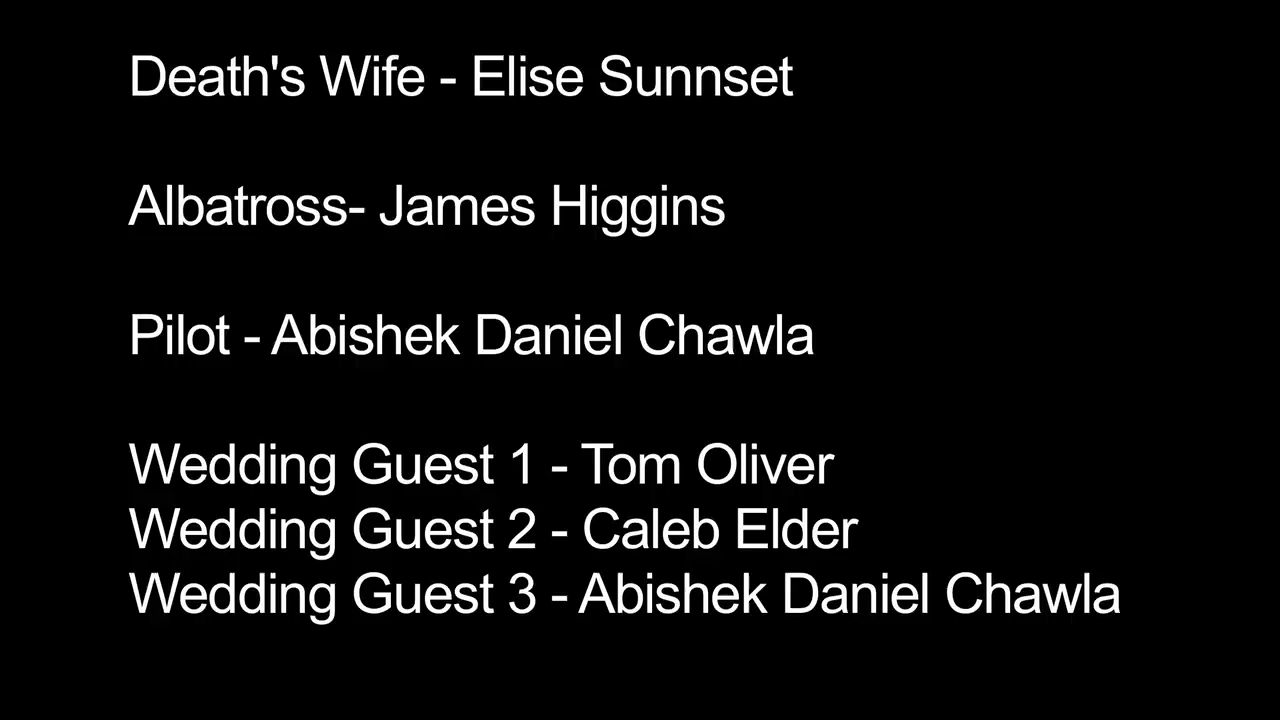 Death's Wife - Elise Sunnset
Albatross- James Higgins
Pilot - Abishek Daniel Chawla
Wedding Guest 1 - Tom Oliver
Wedding Guest 2 - Caleb Elder
Wedding Guest 3 - Abishek Daniel Chawla